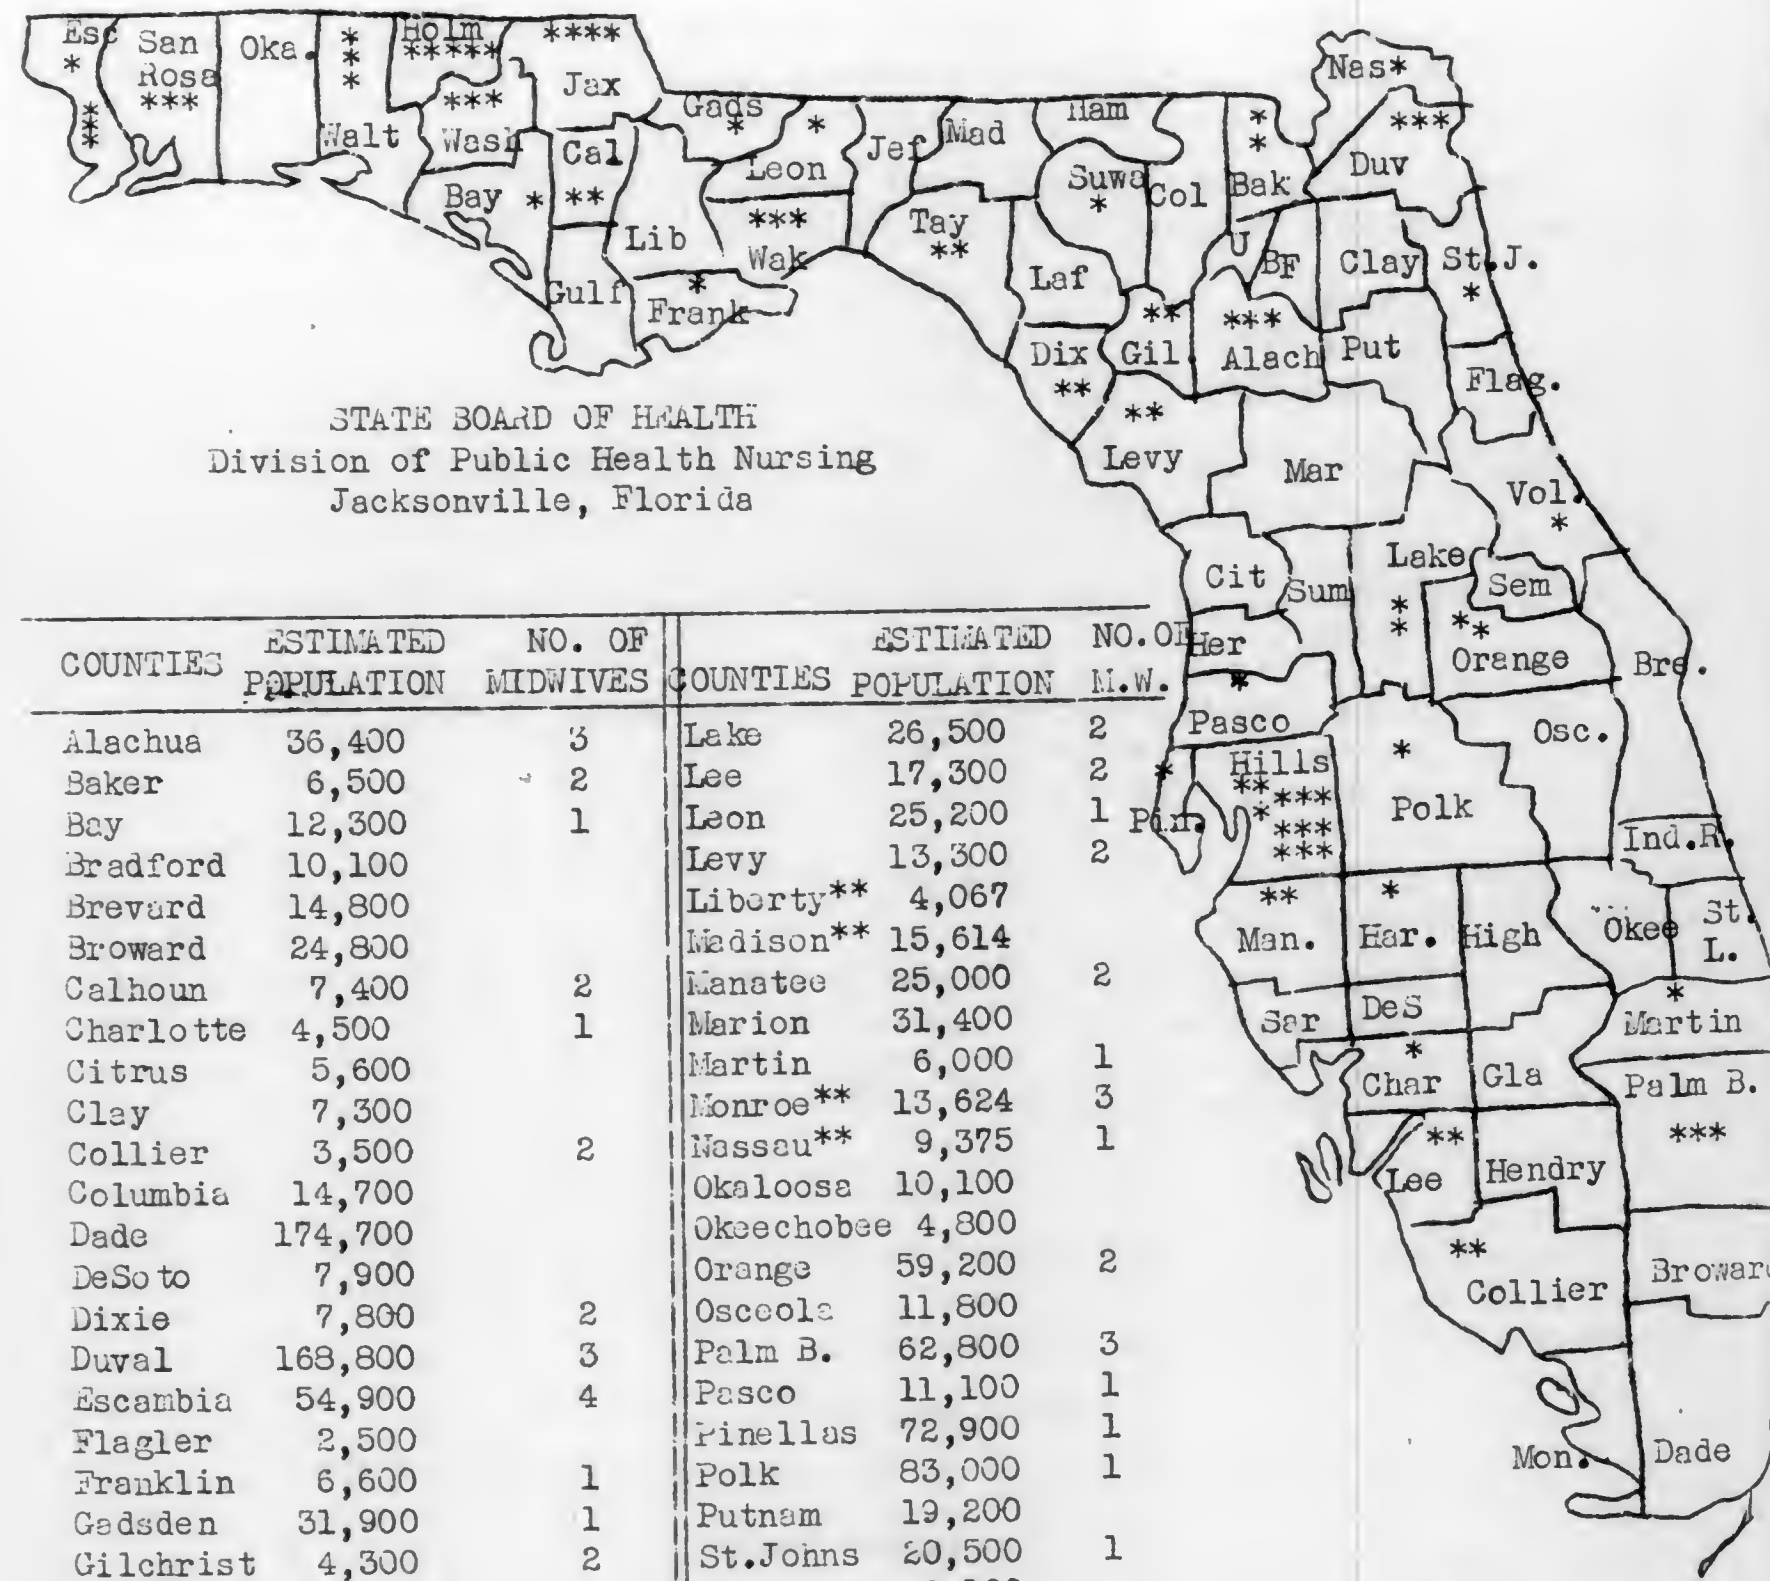 Esc
*
San
Rosa
***
Oka.
***
Walt
Holm
*****
***
Wash
****
Jax
Gads
*
*
Leon
Jef
Mad
Ham
Nas*
***
Duv
**
Bak
Cal
**
Bay *
Lib
***
Wak
Tay
**
Suwa
*
Col
U
BF
Clay
St.J.
*
Gulf
*
Frank
Laf
**
Gil.
***
Alach
Put
Dix
**
Flag.
**
Levy
Mar
Vol.
*
STATE BOARD OF HEALTH
Division of Public Health Nursing
Jacksonville, Florida
Cit
Sum
Lake
**
Sem
**
Orange
Bre.
Her
*
Pasco
Osc.
*
Polk
Hills
** ***
* ***
***
*
Pin.
Ind.R.
**
Man.
*
Har.
High
Okee
St.
L.
Sar
DeS
*
Martin
*
Char
Gla
Palm B.
***
**
Lee
Hendry
**
Collier
Broward
Mon.
Dade
COUNTIES ESTIMATED POPULATION NO. OF MIDWIVES COUNTIES ESTIMATED POPULATION NO.OF M.W.
Alachua 36,400 3 Lake 26,500 2
Baker 6,500 2 Lee 17,300 2
Bay 12,300 1 Leon 25,200 1
Bradford 10,100 Levy 13,300 2
Brevard 14,800 Liberty** 4,067
Broward 24,800 Madison** 15,614
Calhoun 7,400 2 Manatee 25,000 2
Charlotte 4,500 1 Marion 31,400
Citrus 5,600 Martin 6,000 1
Clay 7,300 Monroe** 13,624 3
Collier 3,500 2 Nassau** 9,375 1
Columbia 14,700 Okaloosa 10,100
Dade 174,700 Okeechobee 4,800
DeSoto 7,900 Orange 59,200 2
Dixie 7,800 2 Osceola 11,800
Duval 168,800 3 Palm B. 62,800 3
Escambia 54,900 4 Pasco 11,100 1
Flagler 2,500 Pinellas 72,900 1
Franklin 6,600 1 Polk 83,000 1
Gadsden 31,900 1 Putnam 19,200
Gilchrist 4,300 2 St.Johns 20,500 1